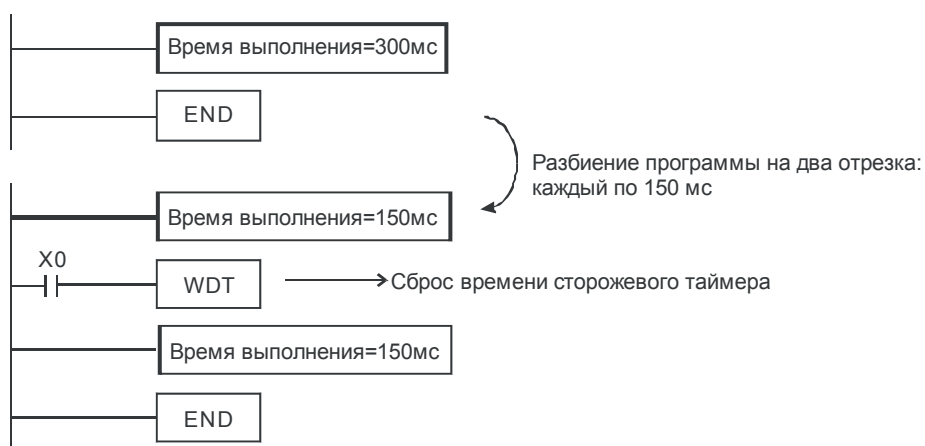 Время выполнения=300мс
END
Разбиение программы на два отрезка:
каждый по 150 мс
Время выполнения=150мс
X0
WDT
Сброс времени сторожевого таймера
Время выполнения=150мс
END